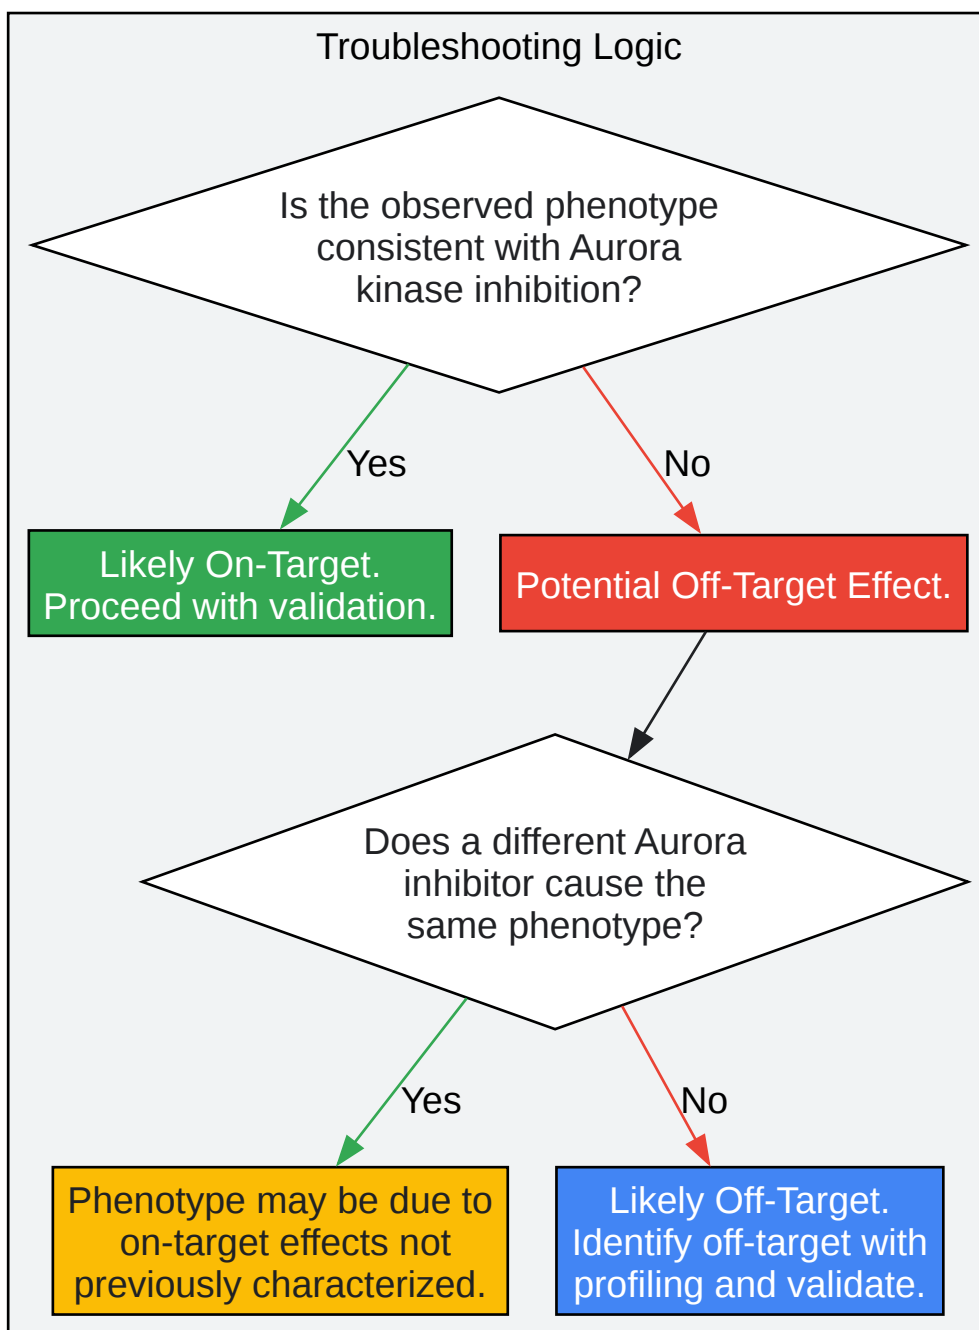 Troubleshooting Logic
Is the observed phenotype
consistent with Aurora
kinase inhibition?
Yes
No
Likely On-Target.
Proceed with validation.
Potential Off-Target Effect.
Does a different Aurora
inhibitor cause the
same phenotype?
Yes
No
Phenotype may be due to
on-target effects not
previously characterized.
Likely Off-Target.
Identify off-target with
profiling and validate.